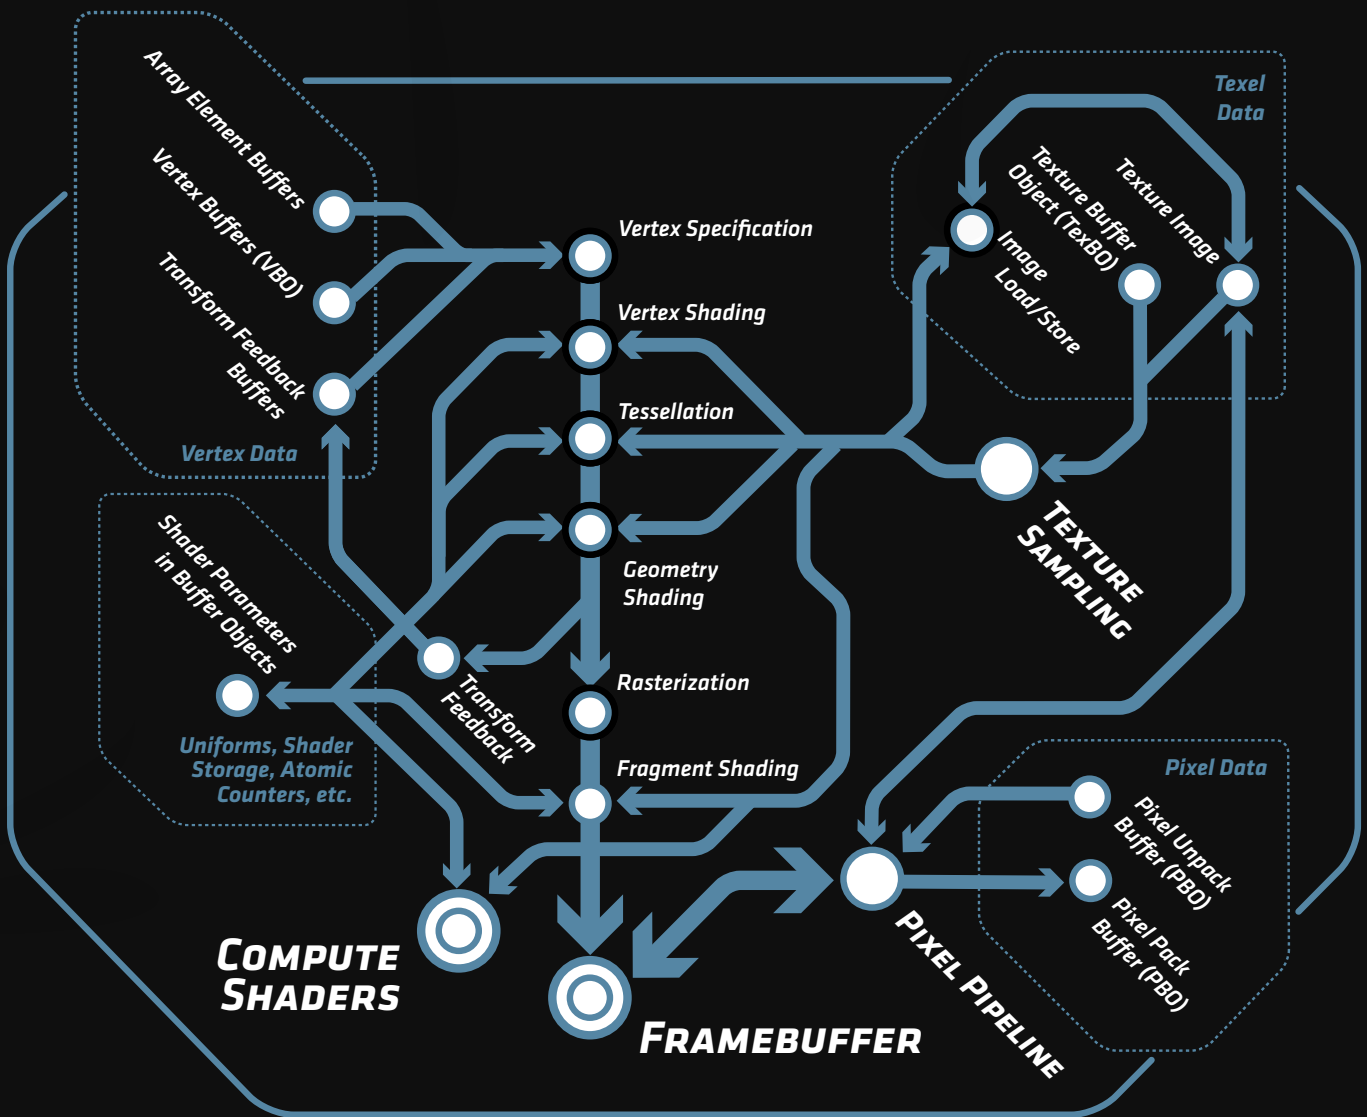 Array Element Buffers
Vertex Buffers (VBO)
Transform Feedback
Buffers
Vertex Data
Shader Parameters
in Buffer Objects
Uniforms, Shader
Storage, Atomic
Counters, etc.
Vertex Specification
Vertex Shading
Tessellation
Geometry
Shading
Transform
Feedback
Rasterization
Fragment Shading
Texel
Data
Image
Load/Store
Texture Buffer
Object (TexBO)
Texture Image
TEXTURE
SAMPLING
Pixel Data
Pixel Unpack
Buffer (PBO)
Pixel Pack
Buffer (PBO)
PIXEL PIPELINE
COMPUTE
SHADERS
FRAMEBUFFER